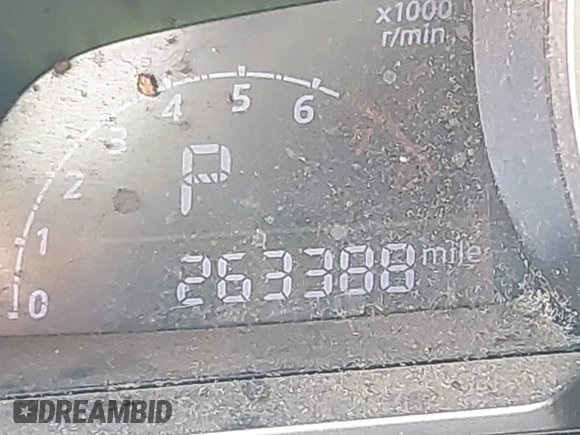 x1000
r/min
0 1 2 3 4 5 6
P
263388 mile
DREAMBID